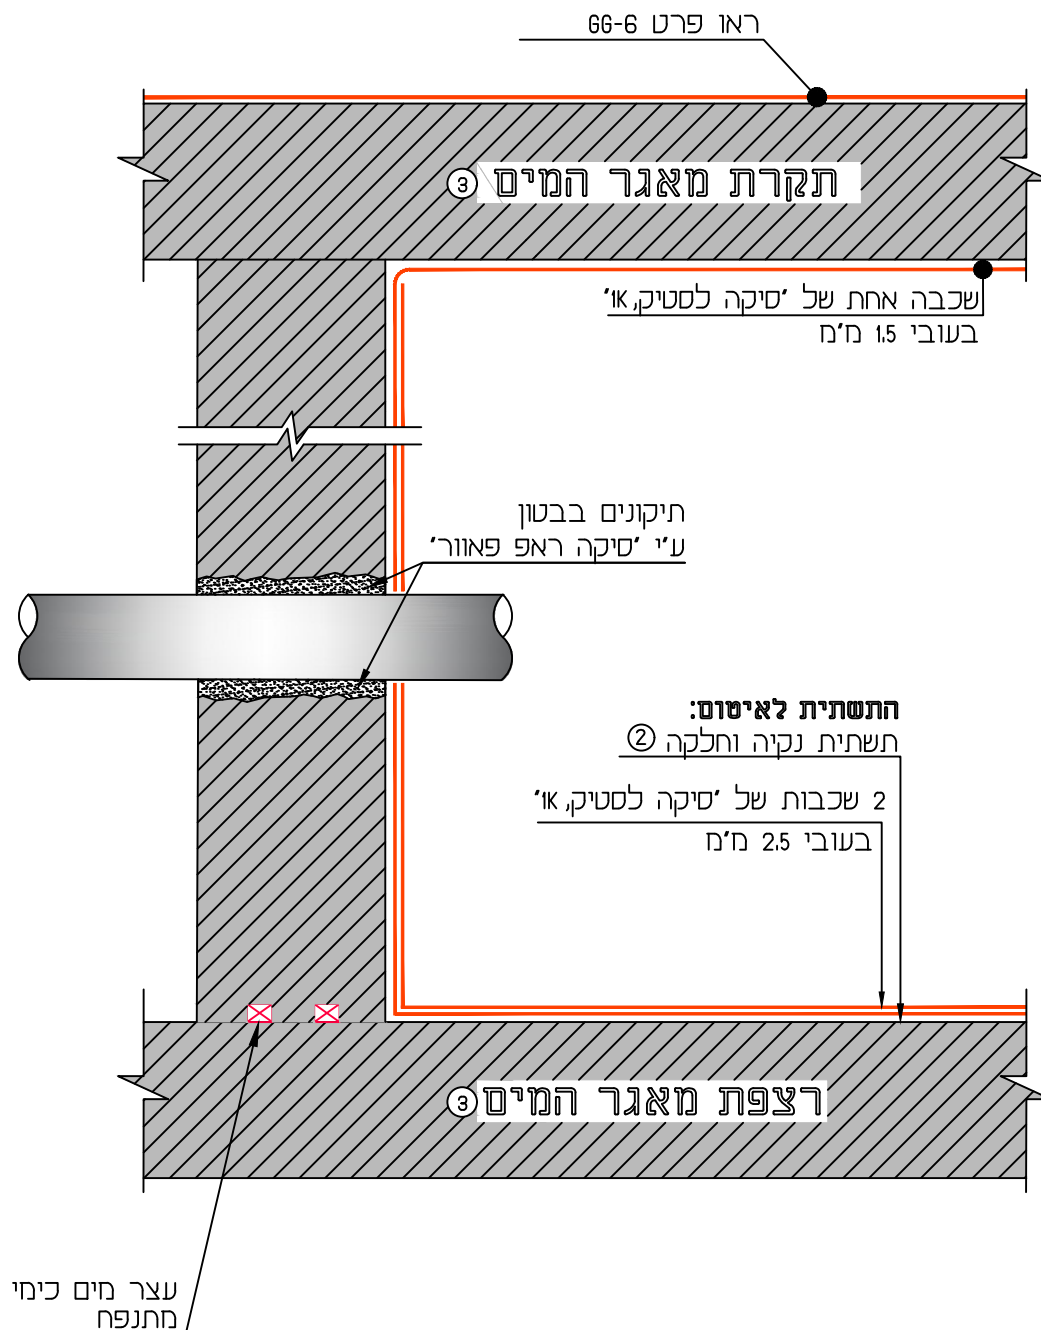 ראו פרט GG-6
תקרת מאגר המים 3
שכבה אחת של 'סיקה לסטיק, 1K'
בעובי 1.5 מ'מ
תיקונים בבטון
ע'י 'סיקה ראפ פאוור'
התשתית לאיטום:
תשתית נקיה וחלקה 2
2 שכבות של 'סיקה לסטיק, 1K'
בעובי 2.5 מ'מ
רצפת מאגר המים 3
עצר מים כימי
מתנפח